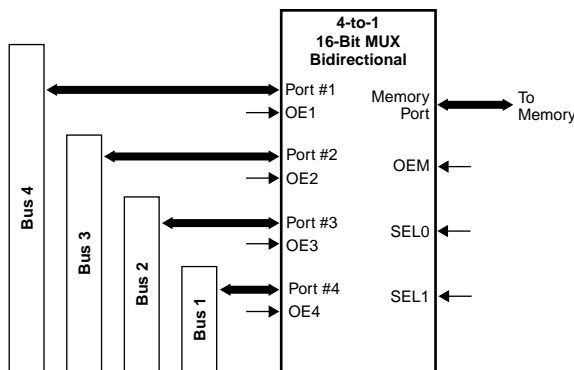 4-to-1
16-Bit MUX
Bidirectional
Port #1
OE1
Port #2
OE2
Port #3
OE3
Port #4
OE4
Memory
Port
OEM
SEL0
SEL1
To
Memory
Bus 4
Bus 3
Bus 2
Bus 1